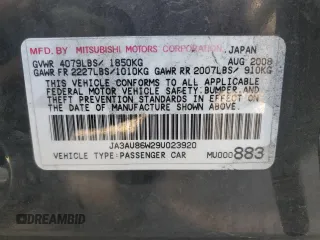 MFD BY MITSUBISHI MOTORS CORPORATION, JAPAN
GVWR 4079LBS/ 1850KG AUG 2008
GAWR FR 2227LBS/1010KG GAWR RR 2007LBS/ 910KG
THIS VEHICLE CONFORMS TO ALL APPLICABLE
FEDERAL MOTOR VEHICLE SAFETY,BUMPER,AND
THEFT PREVENTION STANDARDS IN EFFECT ON THE
DATE OF MANUFACTURE SHOWN ABOVE.
JA3AU86W29U023920
VEHICLE TYPE:PASSENGER CAR MU000883
DREAMBID